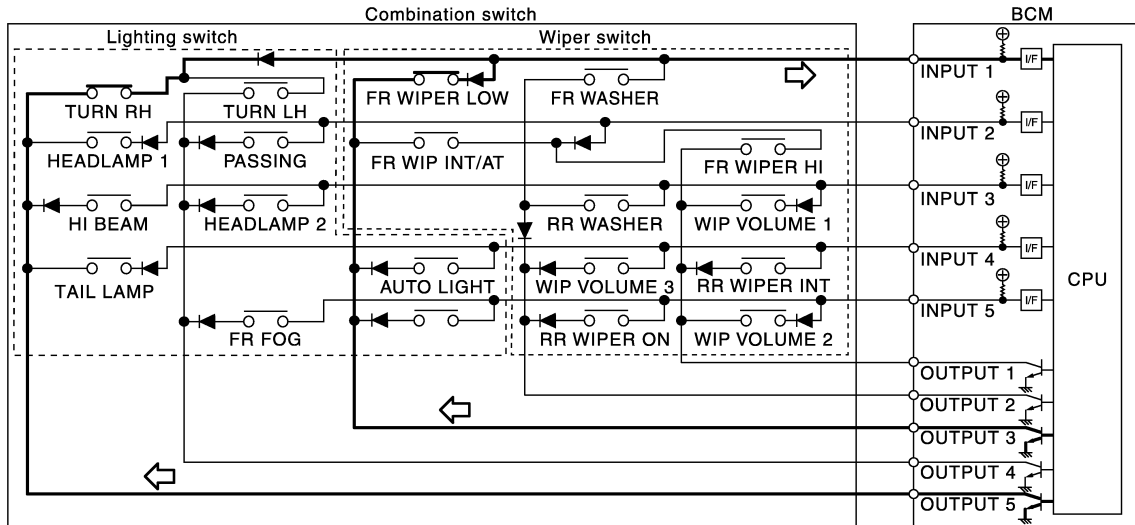 Combination switch
BCM
Lighting switch
Wiper switch
INPUT 1
I/F
TURN RH
TURN LH
FR WIPER LOW
FR WASHER
INPUT 2
I/F
HEADLAMP 1
PASSING
FR WIP INT/AT
FR WIPER HI
INPUT 3
I/F
HI BEAM
HEADLAMP 2
RR WASHER
WIP VOLUME 1
INPUT 4
I/F
CPU
TAIL LAMP
AUTO LIGHT
WIP VOLUME 3
RR WIPER INT
INPUT 5
I/F
FR FOG
RR WIPER ON
WIP VOLUME 2
OUTPUT 1
OUTPUT 2
OUTPUT 3
OUTPUT 4
OUTPUT 5